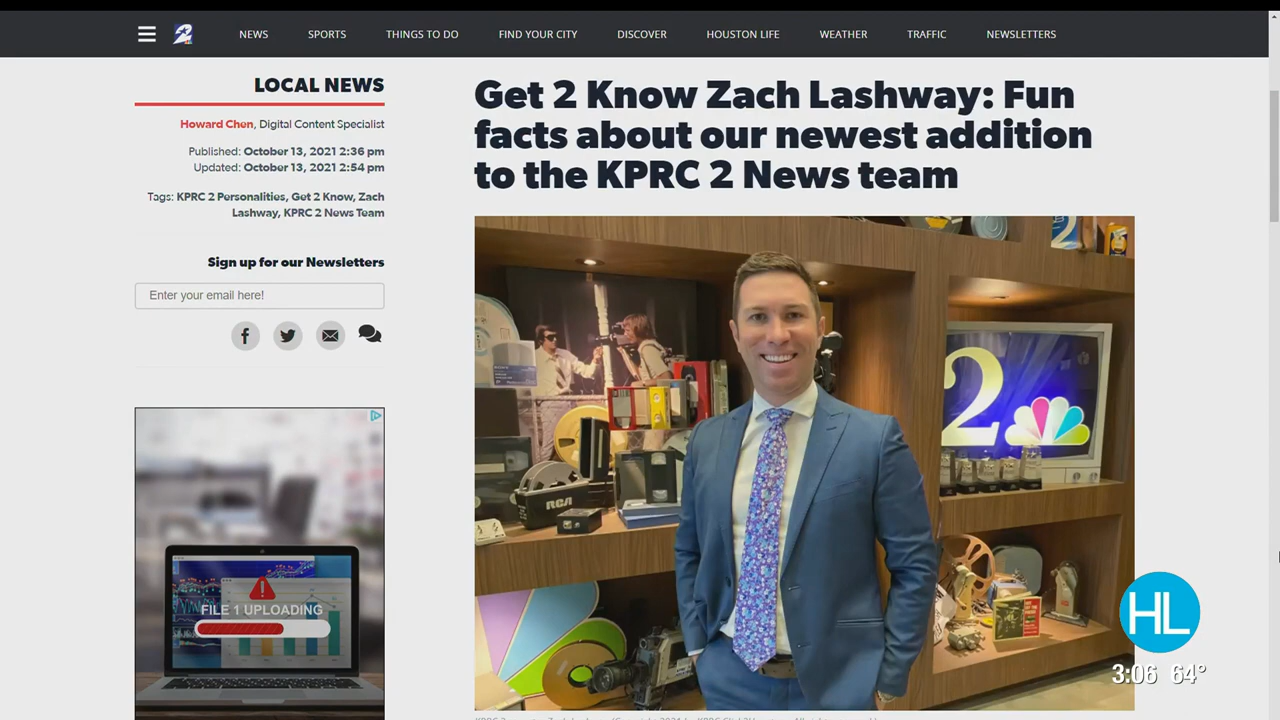 NEWS SPORTS THINGS TO DO FIND YOUR CITY DISCOVER HOUSTON LIFE WEATHER TRAFFIC NEWSLETTERS
LOCAL NEWS
Howard Chen, Digital Content Specialist
Published: October 13, 2021 2:36 pm
Updated: October 13, 2021 2:54 pm
Tags: KPRC 2 Personalities, Get 2 Know, Zach
Lashway, KPRC 2 News Team
Sign up for our Newsletters
Enter your email here!
FILE 1 UPLOADING
Get 2 Know Zach Lashway: Fun
facts about our newest addition
to the KPRC 2 News team
2
RCA
HL
3:06 64°